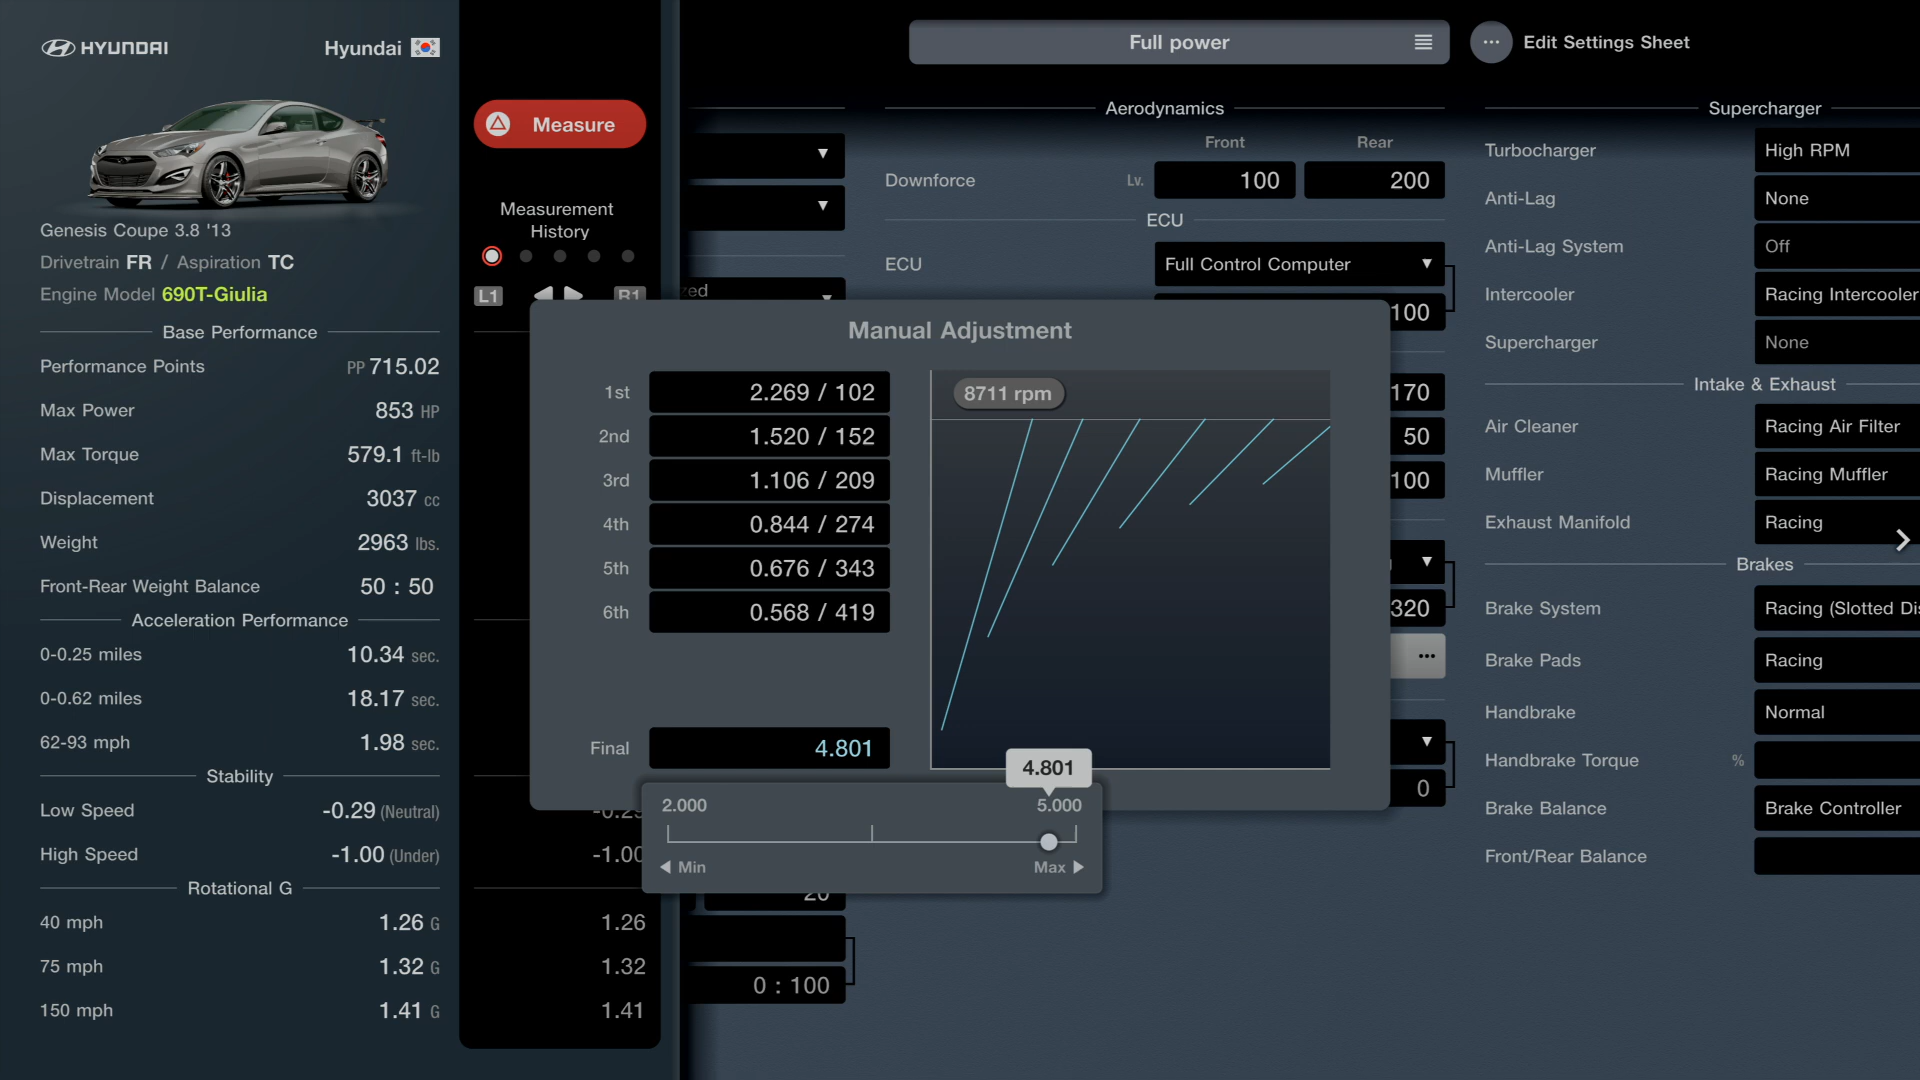 HYUNDAI
Hyundai
Genesis Coupe 3.8 '13
Drivetrain FR / Aspiration TC
Engine Model 690T-Giulia
Base Performance
Performance Points PP 715.02
Max Power 853 HP
Max Torque 579.1 ft-lb
Displacement 3037 cc
Weight 2963 lbs.
Front-Rear Weight Balance 50 : 50
Acceleration Performance
0-0.25 miles 10.34 sec.
0-0.62 miles 18.17 sec.
62-93 mph 1.98 sec.
Stability
Low Speed -0.29 (Neutral)
High Speed -1.00 (Under)
Rotational G
40 mph 1.26 G
75 mph 1.32 G
150 mph 1.41 G
Measure
Measurement
History
L1 R1
-0.29
-1.00
1.26
1.32
1.41
Full power
Edit Settings Sheet
zed
20
0 : 100
Aerodynamics
Front Rear
Downforce Lv. 100 200
ECU
ECU Full Control Computer
100
170
50
100
320
0
Manual Adjustment
1st 2.269 / 102
2nd 1.520 / 152
3rd 1.106 / 209
4th 0.844 / 274
5th 0.676 / 343
6th 0.568 / 419
Final 4.801
8711 rpm
4.801
2.000 5.000
Min Max
Supercharger
Turbocharger High RPM
Anti-Lag None
Anti-Lag System Off
Intercooler Racing Intercooler
Supercharger None
Intake & Exhaust
Air Cleaner Racing Air Filter
Muffler Racing Muffler
Exhaust Manifold Racing
Brakes
Brake System Racing (Slotted Dis
Brake Pads Racing
Handbrake Normal
Handbrake Torque %
Brake Balance Brake Controller
Front/Rear Balance